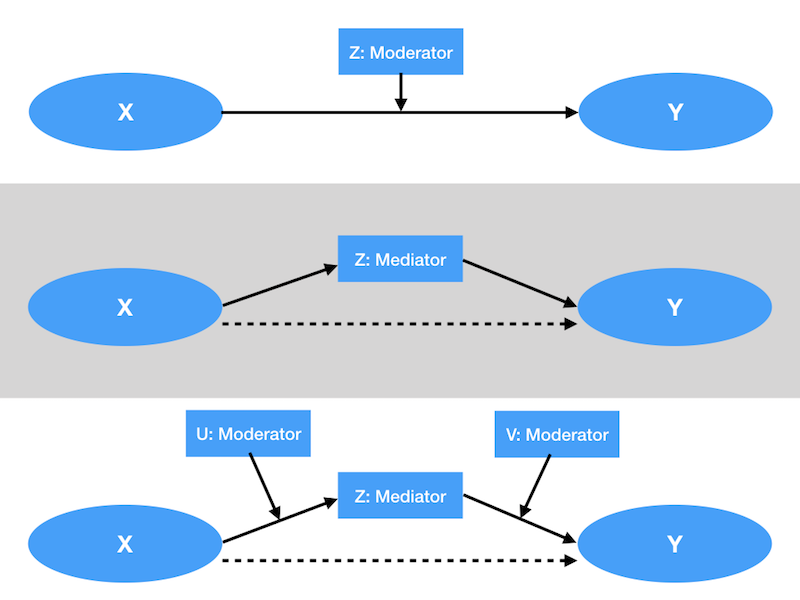 Z: Moderator
X
Y
Z: Mediator
X
Y
U: Moderator
V: Moderator
Z: Mediator
X
Y